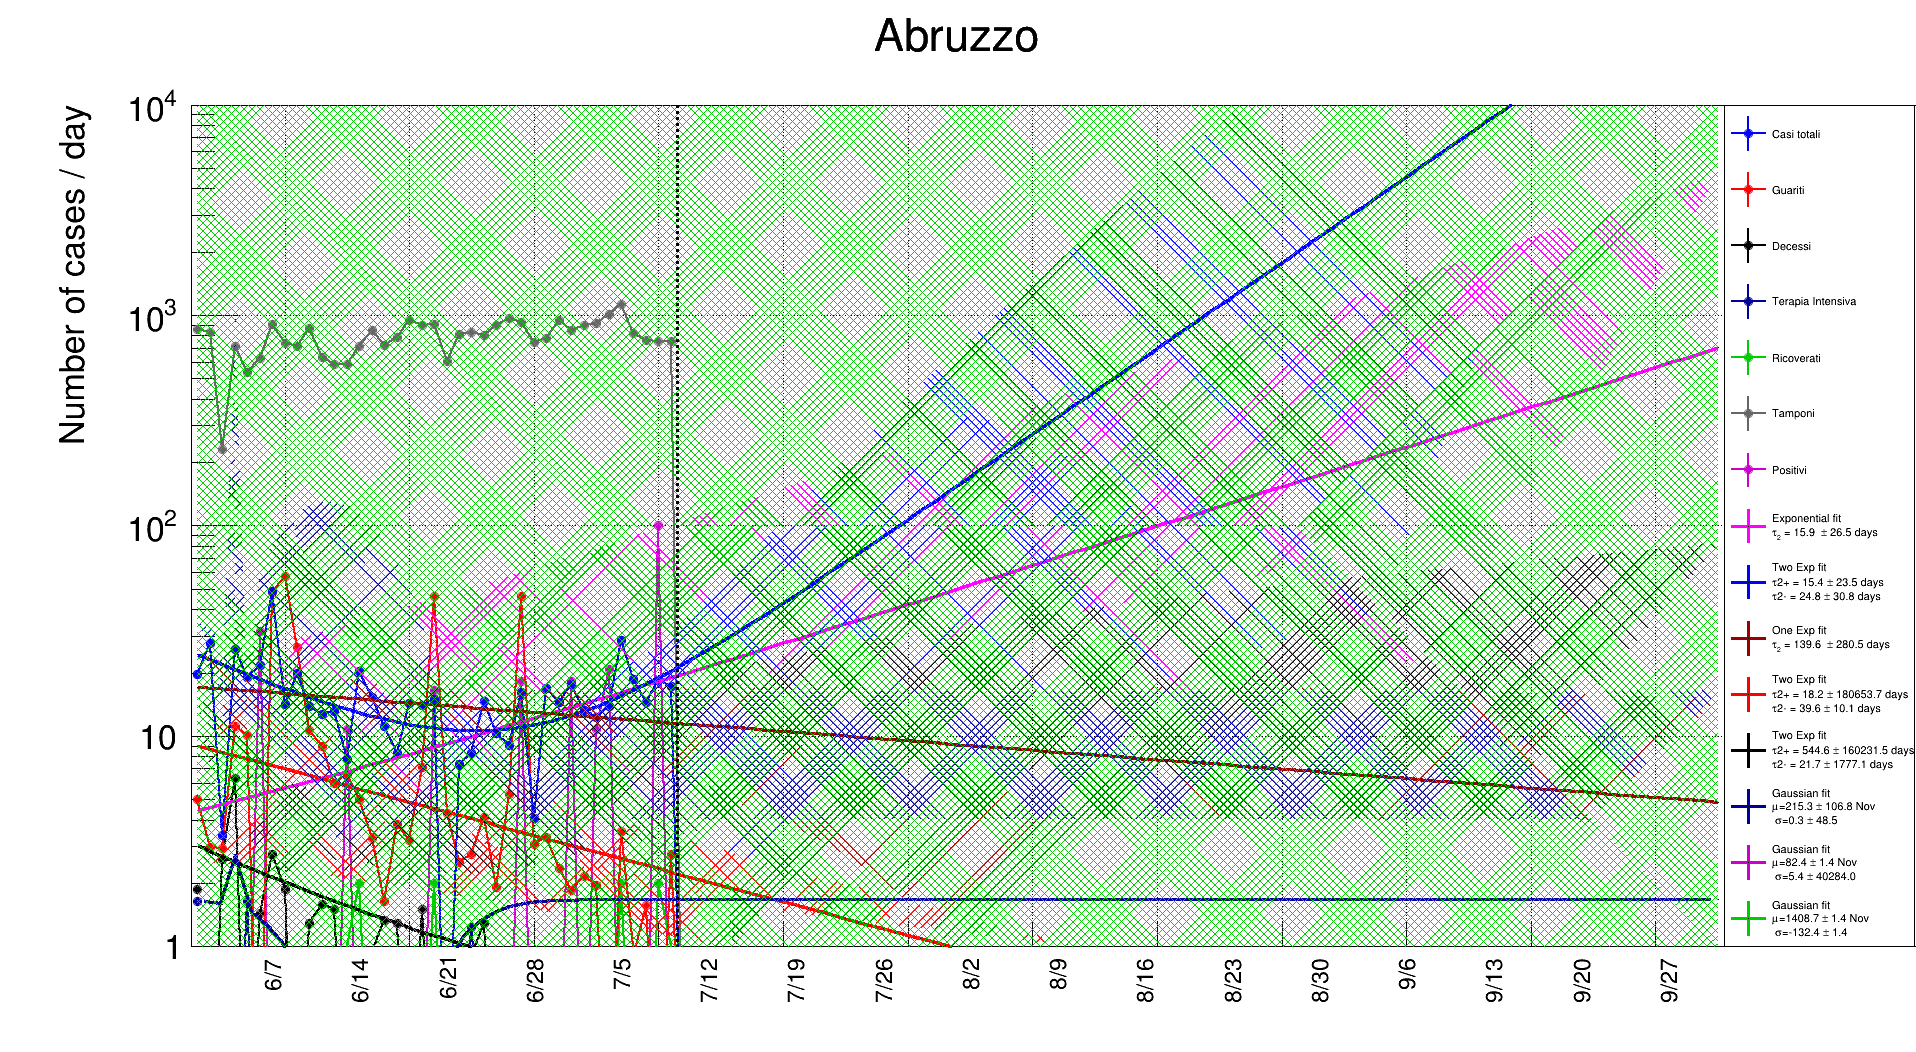 Abruzzo
Number of cases / day
10^4
10^3
10^2
10
1
6/7
6/14
6/21
6/28
7/5
7/12
7/19
7/26
8/2
8/9
8/16
8/23
8/30
9/6
9/13
9/20
9/27
Casi totali
Guariti
Decessi
Terapia Intensiva
Ricoverati
Tamponi
Positivi
Exponential fit
τ₂ = 15.9 ± 26.5 days
Two Exp fit
τ2+ = 15.4 ± 23.5 days
τ2- = 24.8 ± 30.8 days
One Exp fit
τ₂ = 139.6 ± 280.5 days
Two Exp fit
τ2+ = 18.2 ± 180653.7 days
τ2- = 39.6 ± 10.1 days
Two Exp fit
τ2+ = 544.6 ± 160231.5 days
τ2- = 21.7 ± 1777.1 days
Gaussian fit
μ=215.3 ± 106.8 Nov
σ=0.3 ± 48.5
Gaussian fit
μ=82.4 ± 1.4 Nov
σ=5.4 ± 40284.0
Gaussian fit
μ=1408.7 ± 1.4 Nov
σ=-132.4 ± 1.4